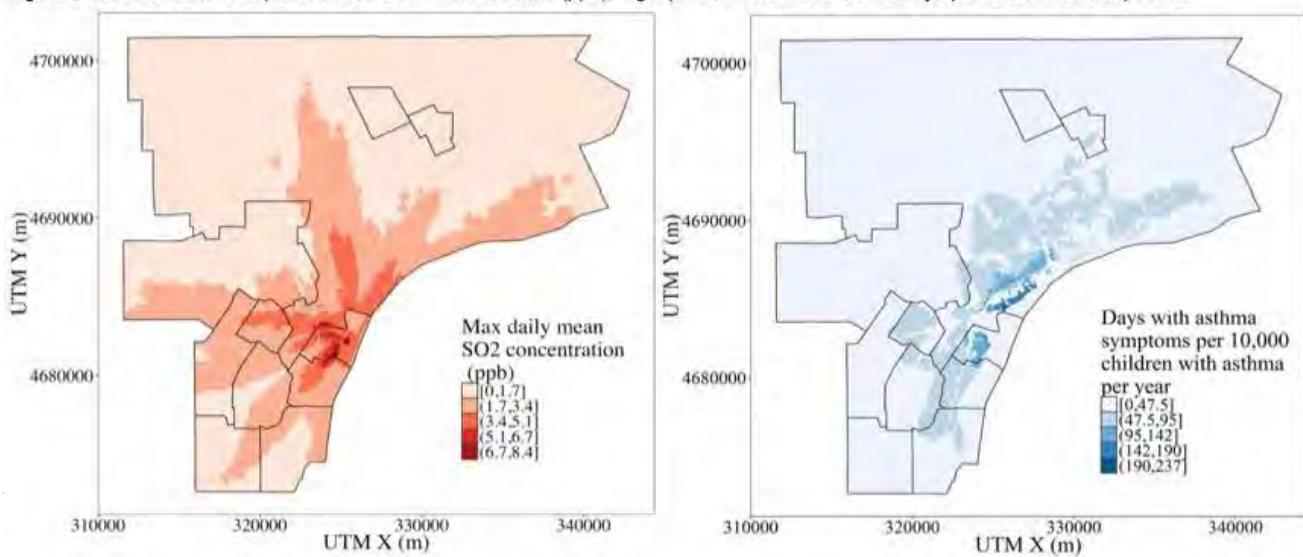 4700000
4690000
4680000
UTM Y (m)
310000
320000
330000
340000
UTM X (m)
Max daily mean
SO2 concentration
(ppb)
[0,1.7]
(1.7,3.4]
(3.4,5.1]
(5.1,6.7]
(6.7,8.4]
4700000
4690000
4680000
UTM Y (m)
310000
320000
330000
340000
UTM X (m)
Days with asthma
symptoms per 10,000
children with asthma
per year
[0,47.5]
(47.5,95]
(95,142]
(142,190]
(190,237]